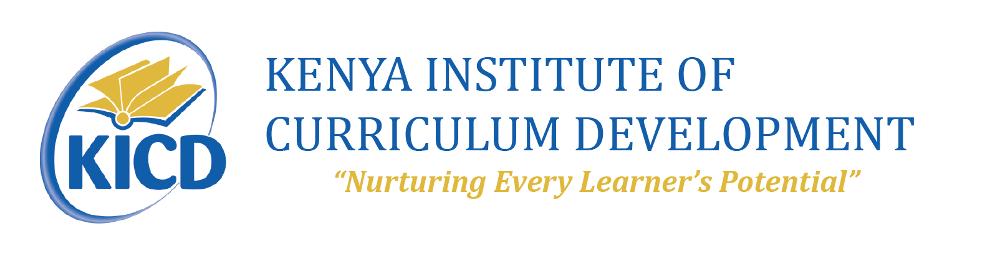 KICD
KENYA INSTITUTE OF
CURRICULUM DEVELOPMENT
“Nurturing Every Learner’s Potential”